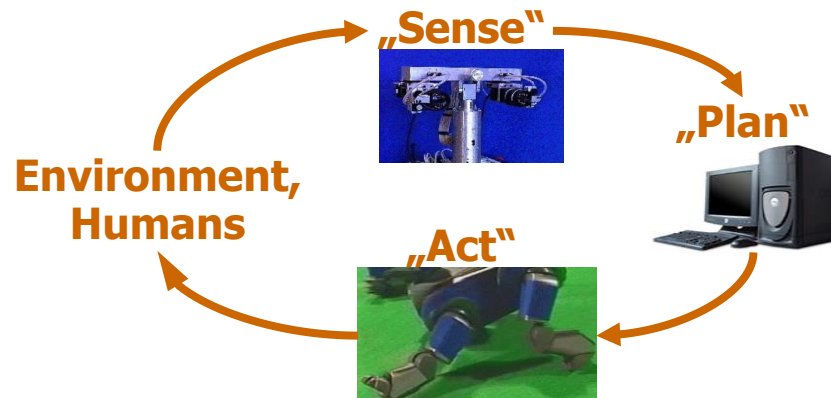 „Sense“
„Plan“
Environment,
Humans
„Act“